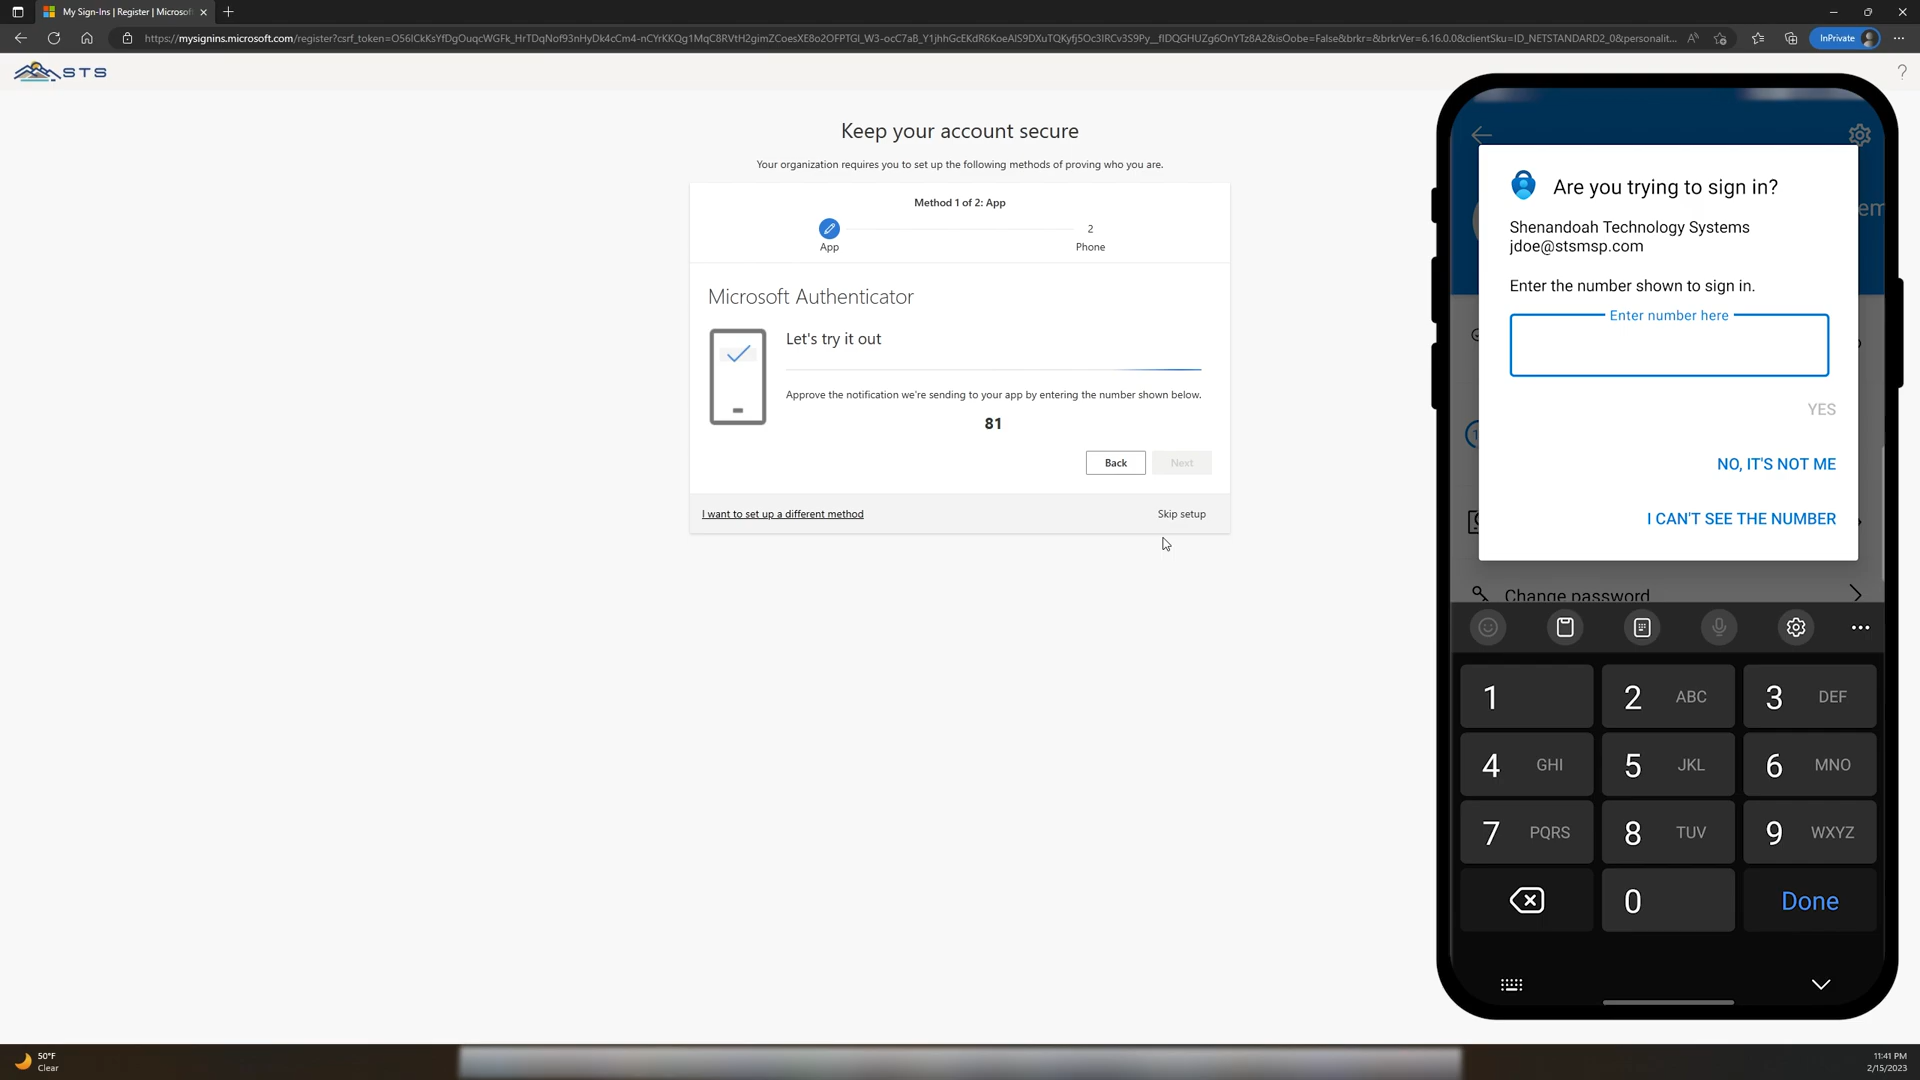 My Sign-Ins | Register | Microsof
https://mysignins.microsoft.com/register?csrf_token=
&isOobe=False&brkr=&brkrVer=6.16.0.0&clientSku=ID_NETSTANDARD2_0&personalit...
InPrivate
STS
?
Keep your account secure
Your organization requires you to set up the following methods of proving who you are.
Method 1 of 2: App
2
App
Phone
Microsoft Authenticator
Let's try it out
Approve the notification we're sending to your app by entering the number shown below.
81
Back
Next
I want to set up a different method
Skip setup
Are you trying to sign in?
Shenandoah Technology Systems
jdoe@stsmsp.com
Enter the number shown to sign in.
Enter number here
YES
NO, IT'S NOT ME
I CAN'T SEE THE NUMBER
Change password
1
2 ABC
3 DEF
4 GHI
5 JKL
6 MNO
7 PQRS
8 TUV
9 WXYZ
0
Done
50°F
Clear
11:41 PM
2/15/2023